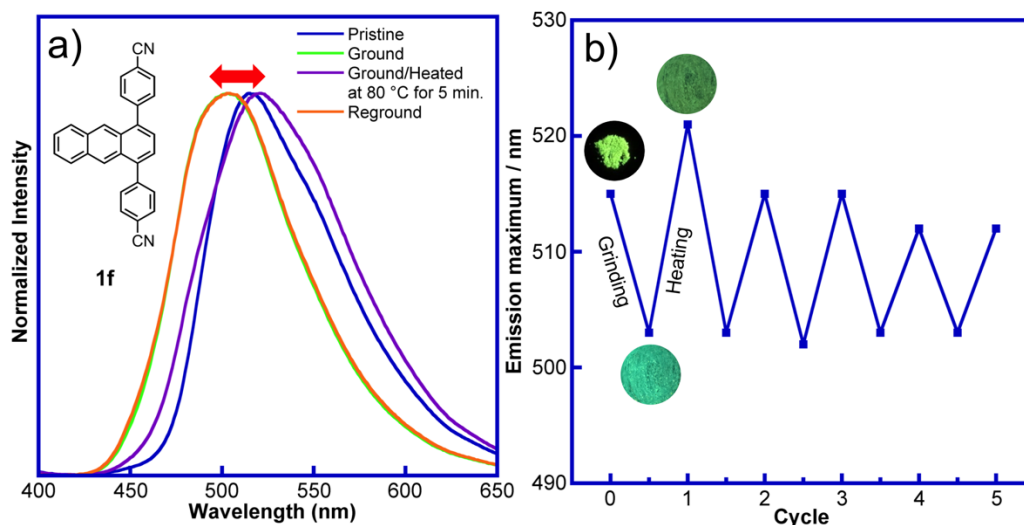 a)
CN
CN
1f
Pristine
Ground
Ground/Heated
at 80 °C for 5 min.
Reground
Normalized Intensity
400
450
500
550
600
650
Wavelength (nm)
b)
530
520
510
500
490
Emission maximum / nm
Grinding
Heating
0
1
2
3
4
5
Cycle